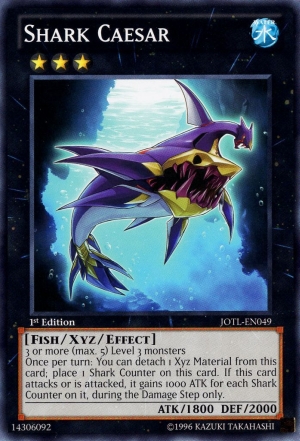 SHARK CAESAR
WATER
水
JOTL-EN049
1st Edition
[FISH/XYZ/EFFECT]
3 or more (max. 5) Level 3 monsters
Once per turn: You can detach 1 Xyz Material from this
card; place 1 Shark Counter on this card. If this card
attacks or is attacked, it gains 1000 ATK for each Shark
Counter on it, during the Damage Step only.
ATK/1800 DEF/2000
14306092
©1996 KAZUKI TAKAHASHI